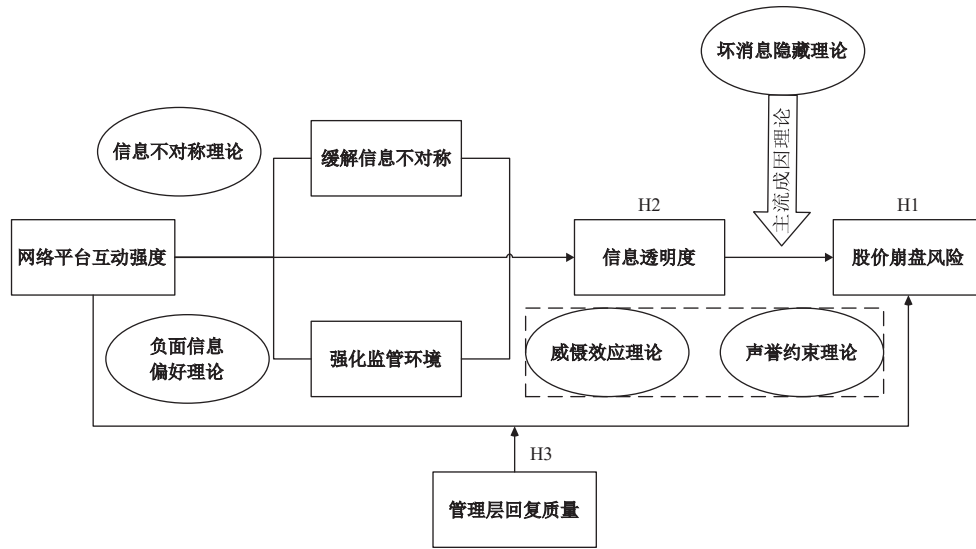 坏消息隐藏理论
主流成因理论
信息不对称理论
缓解信息不对称
H2
H1
网络平台互动强度
信息透明度
股价崩盘风险
负面信息
偏好理论
强化监管环境
威慑效应理论
声誉约束理论
H3
管理层回复质量